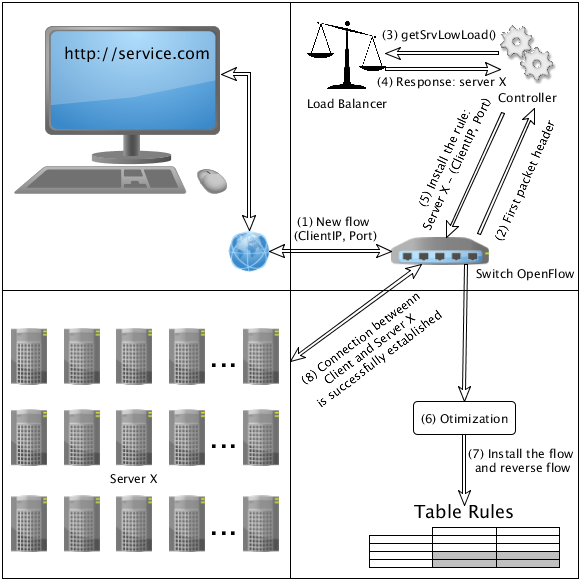 http://service.com
(3) getSrvLowLoad()
(4) Response: server X
Load Balancer
Controller
(5) Install the rule:
Server X - (ClientIP, Port)
(2) First packet header
(1) New flow
(ClientIP, Port)
Switch OpenFlow
(8) Connection betweenn
Client and Server X
is successfully established
(6) Otimization
(7) Install the flow
and reverse flow
Server X
Table Rules